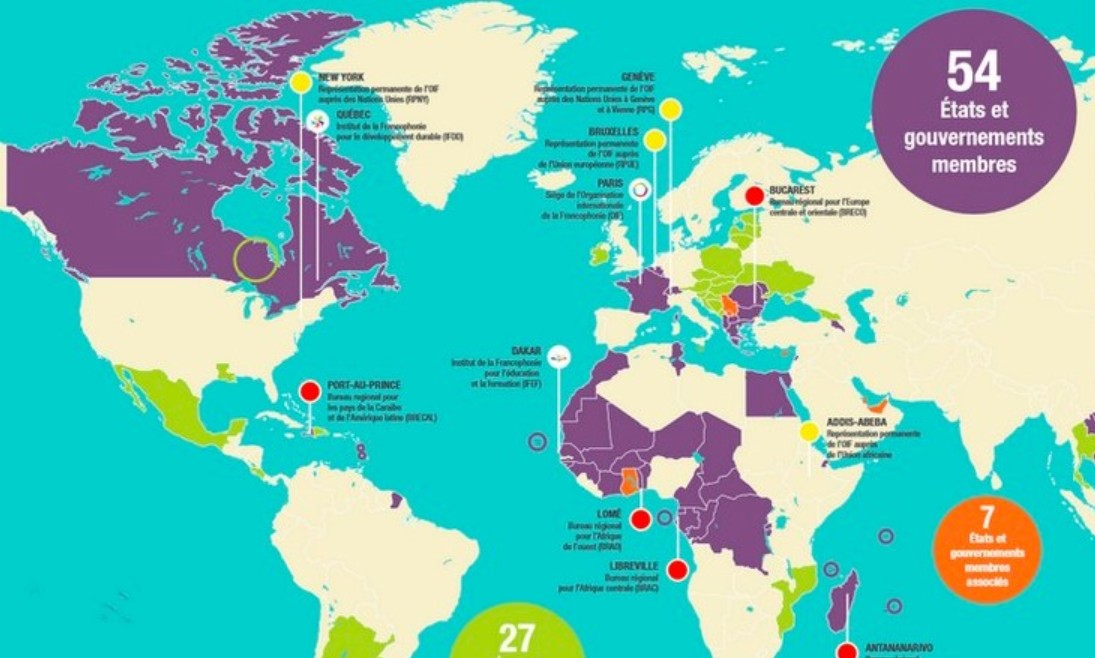 NEW YORK
Représentation permanente de l'OIF
auprès des Nations Unies (RPNY)
QUÉBEC
Institut de la Francophonie
pour le développement durable (IFDD)
GENÈVE
Représentation permanente de l'OIF
auprès des Nations Unies à Genève
et à Vienne (RPG)
BRUXELLES
Représentation permanente
de l'OIF auprès
de l'Union européenne (RPUE)
PARIS
Siège de l'Organisation
internationale
de la Francophonie (OIF)
BUCAREST
Bureau régional pour l'Europe
centrale et orientale (BRECO)
54
États et
gouvernements
membres
DAKAR
Institut de la Francophonie
pour l'éducation
et la formation (IFEF)
PORT-AU-PRINCE
Bureau regional pour
les pays de la Caraïbe
et de l'Amérique latine (BRECAL)
ADDIS-ABEBA
Représentation permanente
de l'OIF auprès
de l'Union africaine
LOMÉ
Bureau régional
pour l'Afrique
de l'ouest (BRAO)
LIBREVILLE
Bureau régional
pour l'Afrique centrale (BRAC)
7
États et
gouvernements
membres
associés
27
ANTANANARIVO